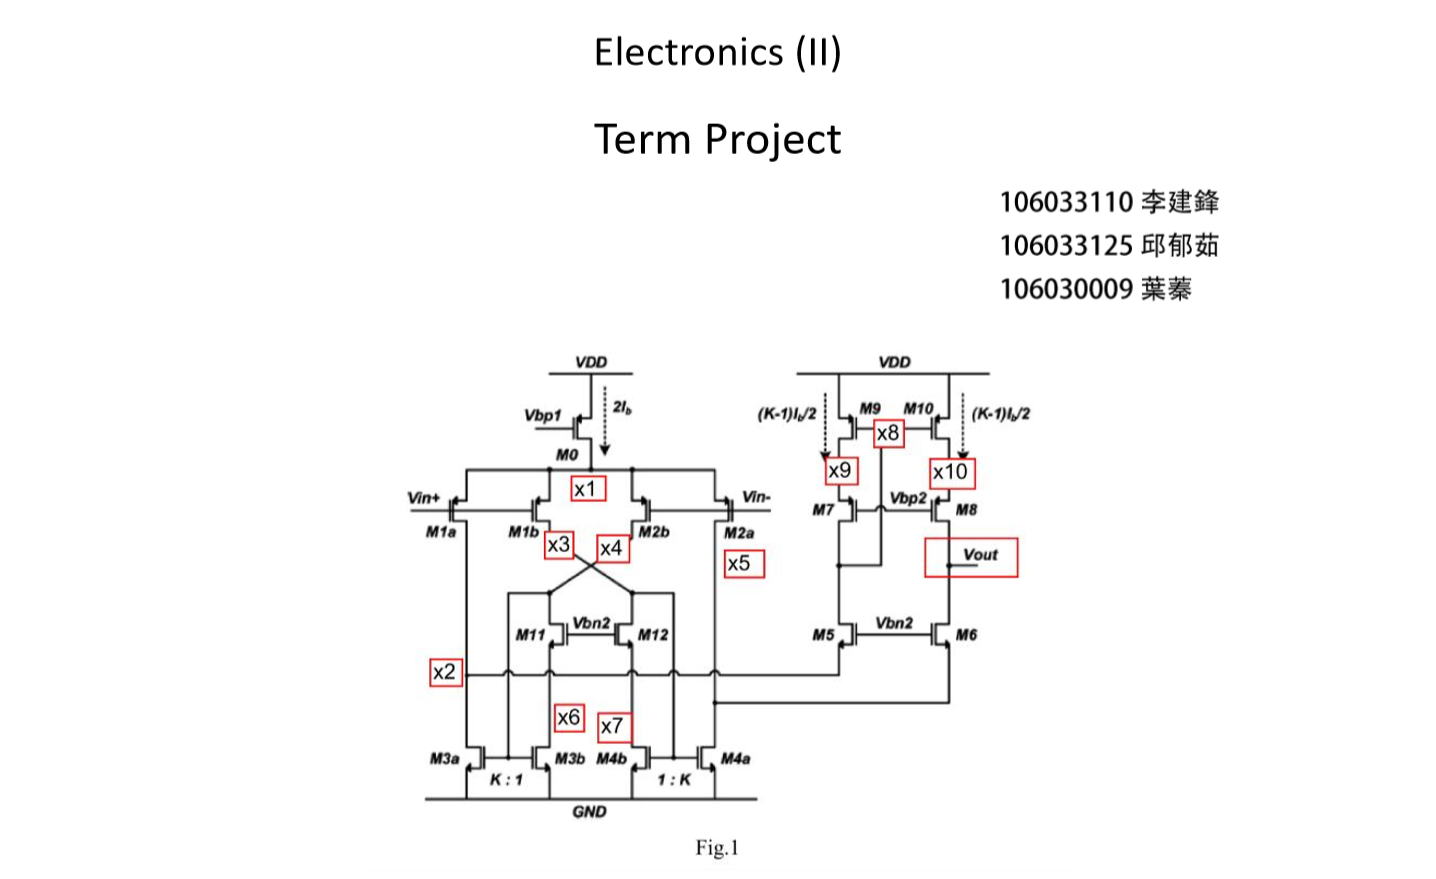 Electronics (II)
Term Project
106033110 李建鋒
106033125 邱郁茹
106030009 葉蓁
VDD
VDD
Vbp1
2Ib
(K-1)Ib/2
M9
M10
(K-1)Ib/2
x8
M0
x9
x10
x1
Vin+
Vin-
M7
Vbp2
M8
M1a
M1b
M2b
M2a
x3
x4
x5
Vout
M11
Vbn2
M12
M5
Vbn2
M6
x2
x6
x7
M3a
M3b
M4b
M4a
K : 1
1 : K
GND
Fig.1